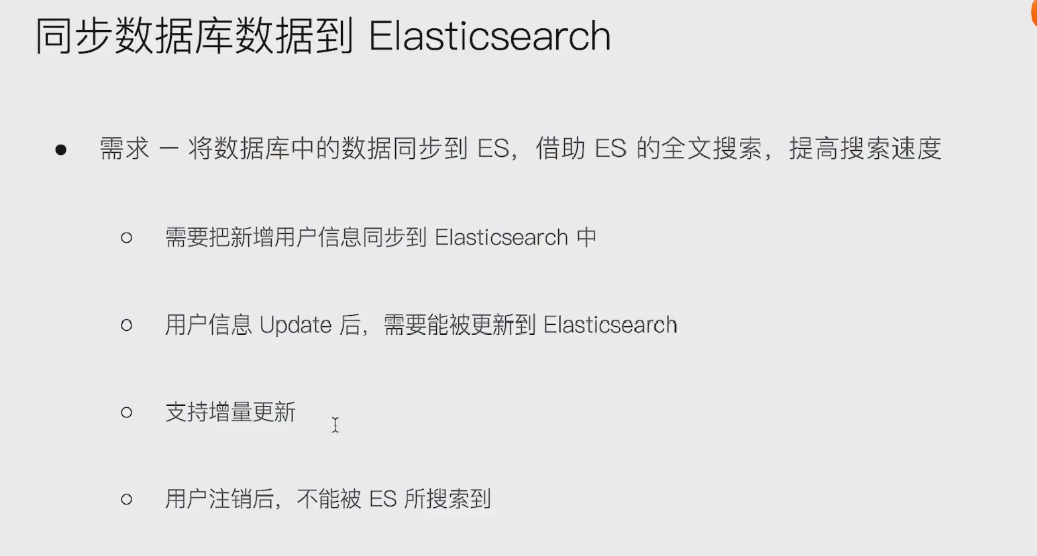 同步数据库数据到 Elasticsearch
需求 — 将数据库中的数据同步到 ES，借助 ES 的全文搜索，提高搜索速度
需要把新增用户信息同步到 Elasticsearch 中
用户信息 Update 后，需要能被更新到 Elasticsearch
支持增量更新
用户注销后，不能被 ES 所搜索到